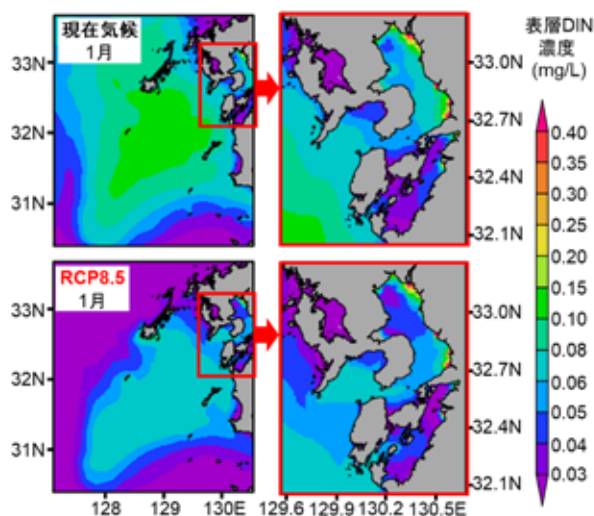 現在気候
1月
33N
32N
31N
33.0N
32.7N
32.4N
32.1N
表層DIN
濃度
(mg/L)
0.40
0.35
0.30
0.25
0.20
0.15
0.10
0.08
0.06
0.05
0.04
0.03
RCP8.5
1月
33N
32N
31N
33.0N
32.7N
32.4N
32.1N
128 129 130E
129.6 129.9 130.2 130.5E